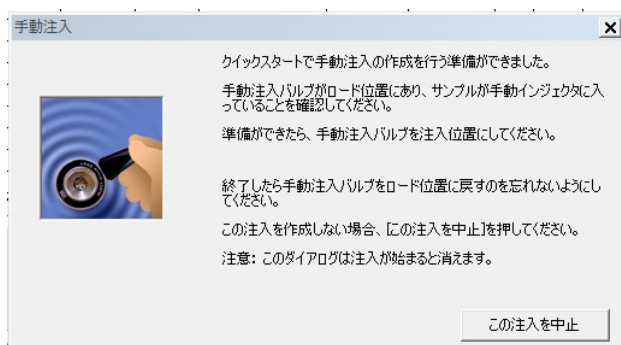 手動注入
クイックスタートで手動注入の作成を行う準備ができました。
手動注入バルブがロード位置にあり、サンプルが手動インジェクタに入
っていることを確認してください。
準備ができたら、手動注入バルブを注入位置にしてください。
終了したら手動注入バルブをロード位置に戻すのを忘れないようにし
てください。
この注入を作成しない場合、[この注入を中止]を押してください。
注意: このダイアログは注入が始まると消えます。
この注入を中止